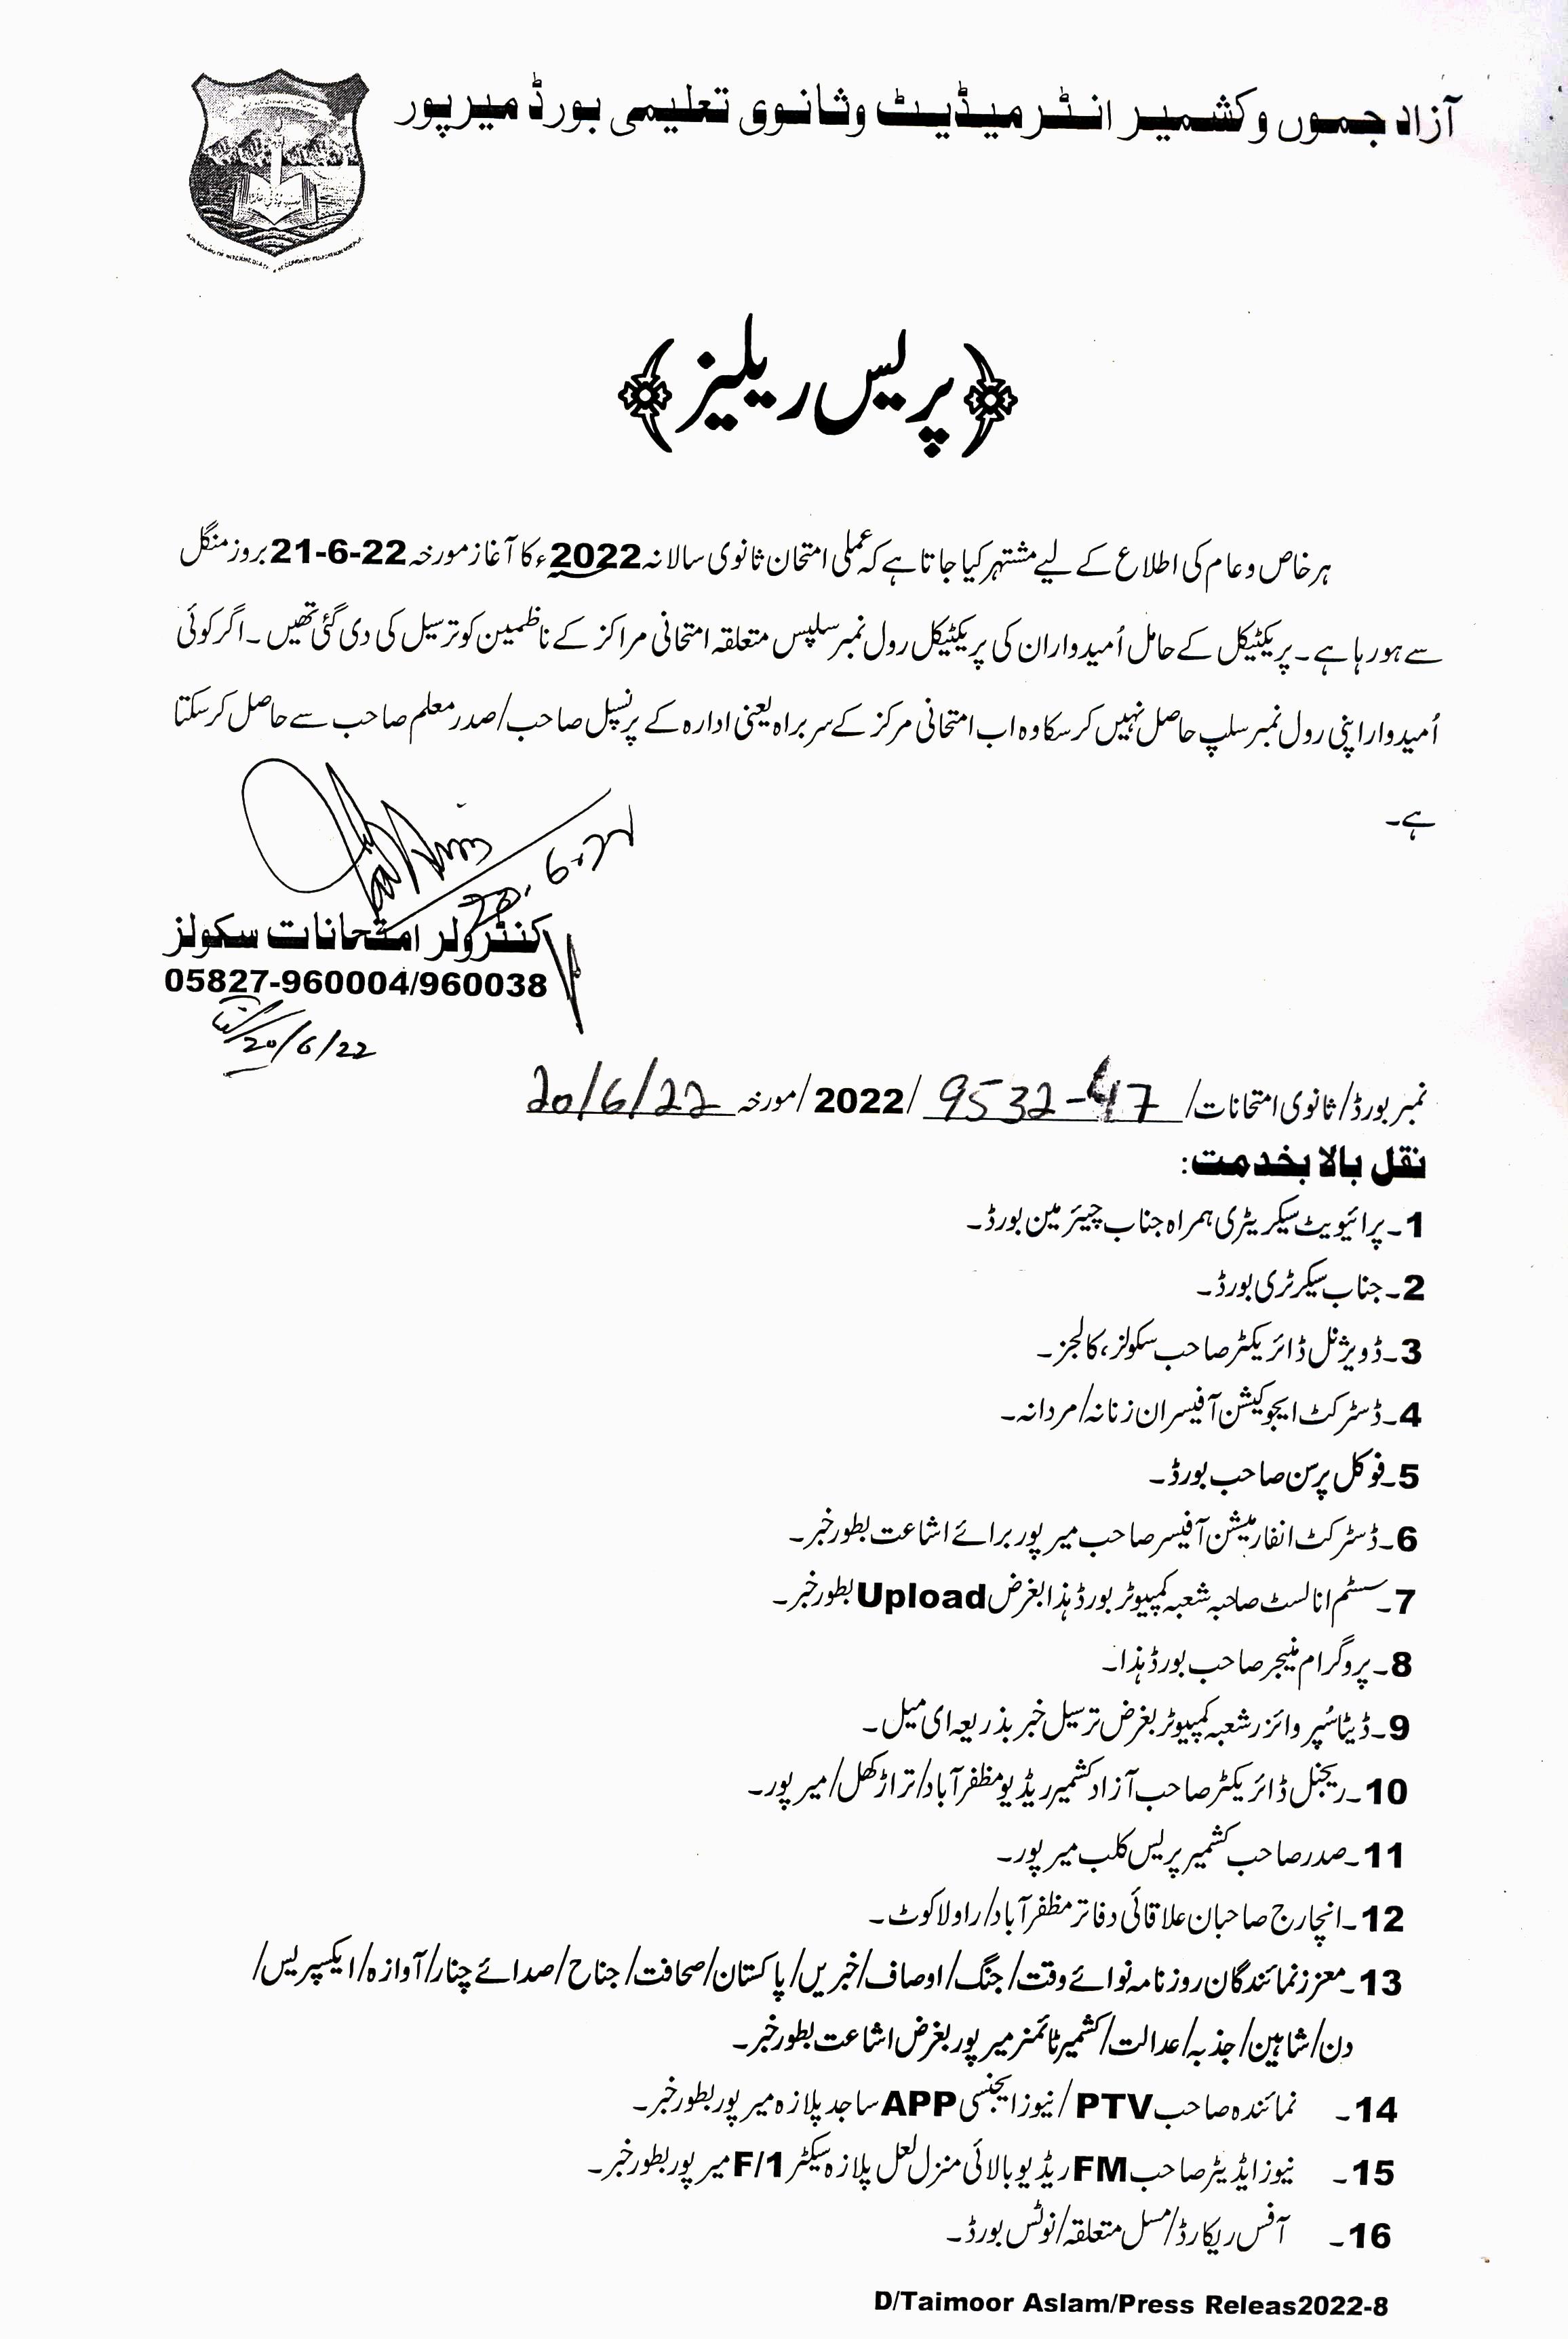 آزاد جموں و کشمیر انٹرمیڈیٹ و ثانوی تعلیمی بورڈ میرپور
پریس ریلیز
ہر خاص و عام کی اطلاع کے لیے مشتہر کیا جاتا ہے کہ عملی امتحان ثانوی سالانہ 2022ء کا آغاز مورخہ 21-6-22 بروز منگل
سے ہو رہا ہے۔ پریکٹیکل کے حامل اُمیدواران کی پریکٹیکل رول نمبر سلپس متعلقہ امتحانی مراکز کے ناظمین کو ترسیل کی دی گئی تھیں۔ اگر کوئی
اُمیدوار اپنی رول نمبر سلپ حاصل نہیں کر سکا وہ اب امتحانی مرکز کے سربراہ یعنی ادارہ کے پرنسپل صاحب/صدر معلم صاحب سے حاصل کر سکتا
ہے۔
20.6.22
کنٹرولر امتحانات سکولز
05827-960004/960038
20/6/22
نمبر بورڈ/ثانوی امتحانات/ 9532-47 /2022/مورخہ 20/6/22
نقل بالا بخدمت:
1۔ پرائیویٹ سیکریٹری ہمراہ جناب چیئرمین بورڈ۔
2۔ جناب سیکرٹری بورڈ۔
3۔ ڈویژنل ڈائریکٹر صاحب سکولز، کالجز۔
4۔ ڈسٹرکٹ ایجوکیشن آفیسران زنانہ/مردانہ۔
5۔ فوکل پرسن صاحب بورڈ۔
6۔ ڈسٹرکٹ انفارمیشن آفیسر صاحب میرپور برائے اشاعت بطور خبر۔
7۔ سسٹم انالسٹ صاحبہ شعبہ کمپیوٹر بورڈ ہذا بغرض Upload بطور خبر۔
8۔ پروگرام منیجر صاحب بورڈ ہذا۔
9۔ ڈیٹا سُپروائزر شعبہ کمپیوٹر بغرض ترسیل خبر بذریعہ ای میل۔
10۔ ریجنل ڈائریکٹر صاحب آزاد کشمیر ریڈیو مظفرآباد/تراڑکھل/میرپور۔
11۔ صدر صاحب کشمیر پریس کلب میرپور۔
12۔ انچارج صاحبان علاقائی دفاتر مظفرآباد/راولاکوٹ۔
13۔ معزز نمائندگان روزنامہ نوائے وقت/جنگ/اوصاف/خبریں/پاکستان/صحافت/جناح/صدائے چنار/آوازہ/ایکسپریس/
دن/شاہین/جذبہ/عدالت/کشمیر ٹائمنر میرپور بغرض اشاعت بطور خبر۔
14۔ نمائندہ صاحب PTV/نیوز ایجنسی APP ساجد پلازہ میرپور بطور خبر۔
15۔ نیوز ایڈیٹر صاحب FM ریڈیو بالائی منزل لعل پلازہ سیکٹر F/1 میرپور بطور خبر۔
16۔ آفس ریکارڈ/مسل متعلقہ/نوٹس بورڈ۔
D/Taimoor Aslam/Press Releas2022-8